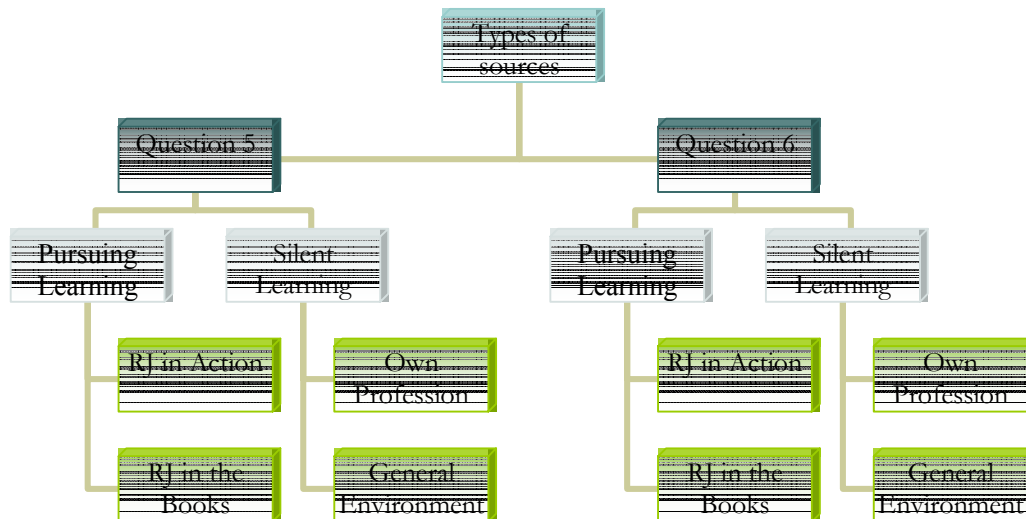 Types of
sources
Question 5
Question 6
Pursuing
Learning
Silent
Learning
Pursuing
Learning
Silent
Learning
RJ in Action
Own
Profession
RJ in Action
Own
Profession
RJ in the
Books
General
Environment
RJ in the
Books
General
Environment